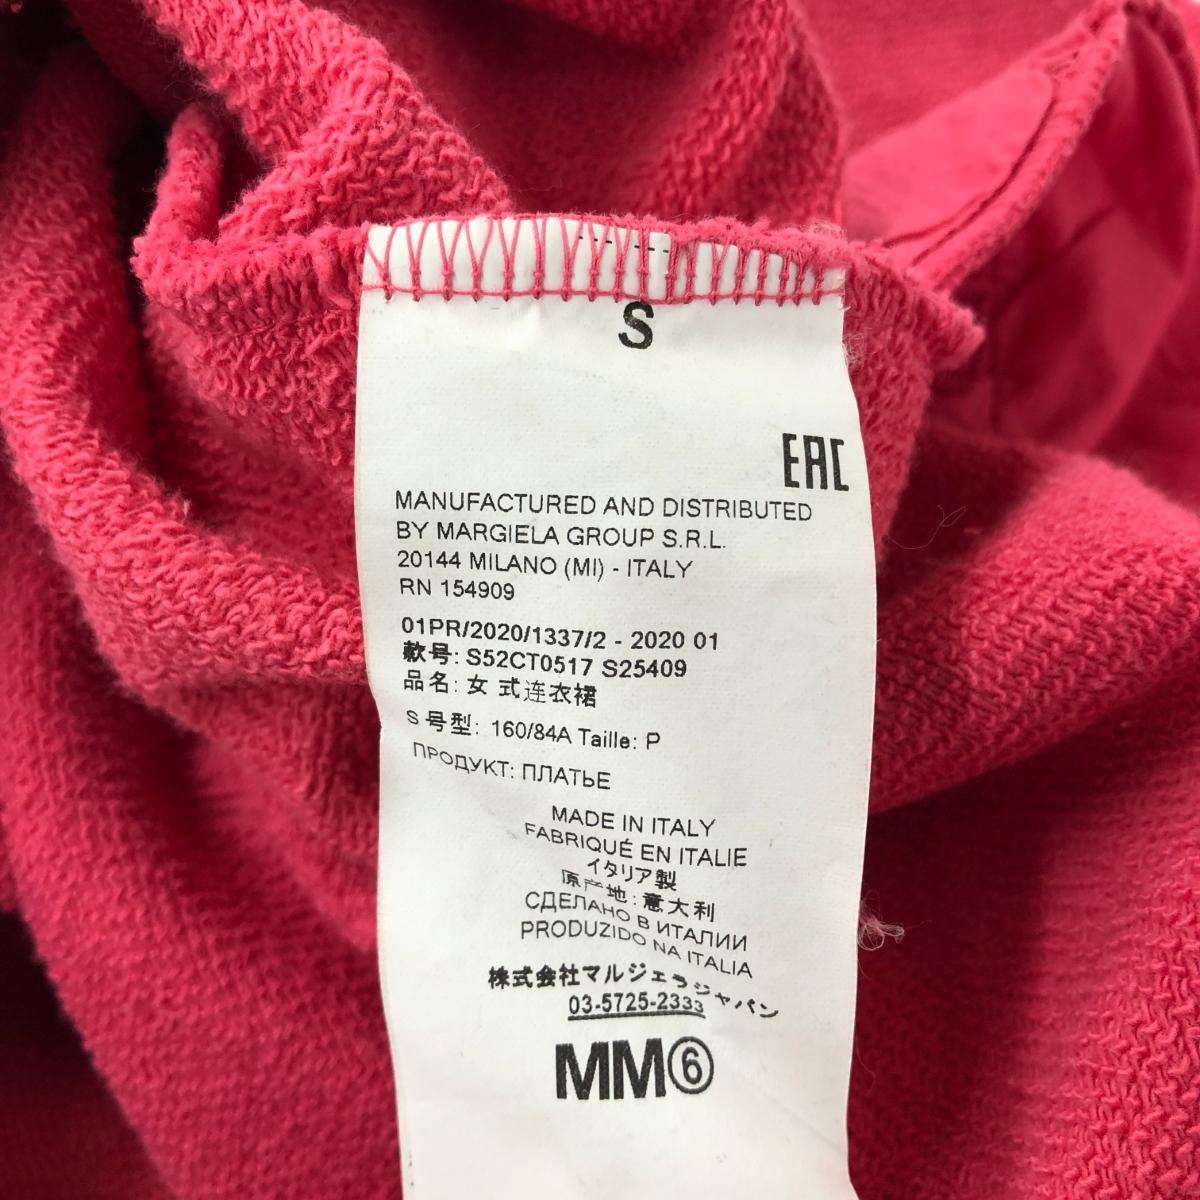 S
EAC
MANUFACTURED AND DISTRIBUTED
BY MARGIELA GROUP S.R.L.
20144 MILANO (MI) - ITALY
RN 154909
01PR/2020/1337/2 - 2020 01
款号: S52CT0517 S25409
品名: 女 式连衣裙
S 号型: 160/84A Taille: P
ПРОДУКТ: ПЛАТЬЕ
MADE IN ITALY
FABRIQUÉ EN ITALIE
イタリア製
原产地: 意大利
СДЕЛАНО В ИТАЛИИ
PRODUZIDO NA ITALIA
株式会社マルジェラジャパン
03-5725-2333
MM⑥